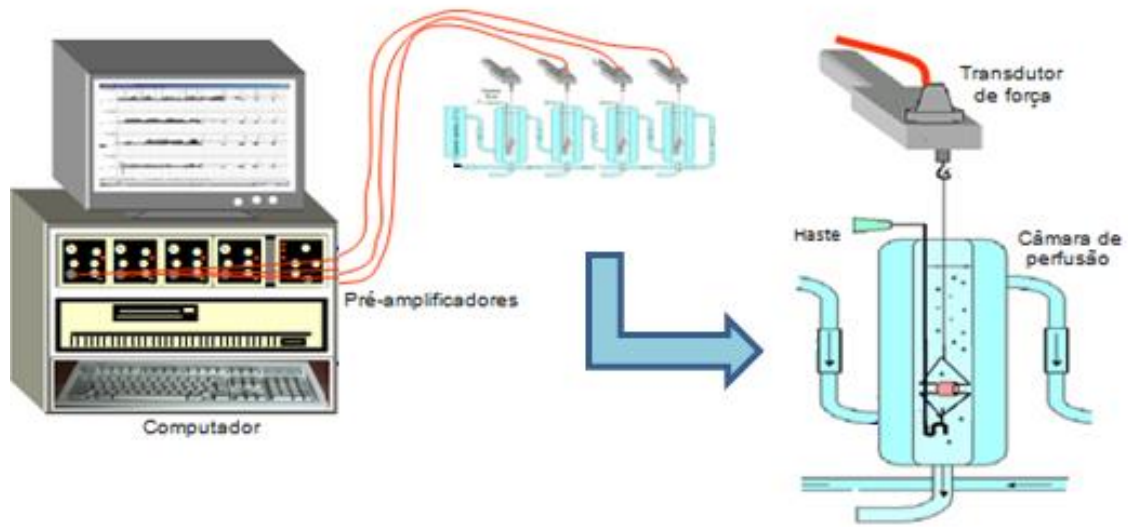 Transdutor
de força
Haste
Câmara de
perfusão
Pré-amplificadores
Computador